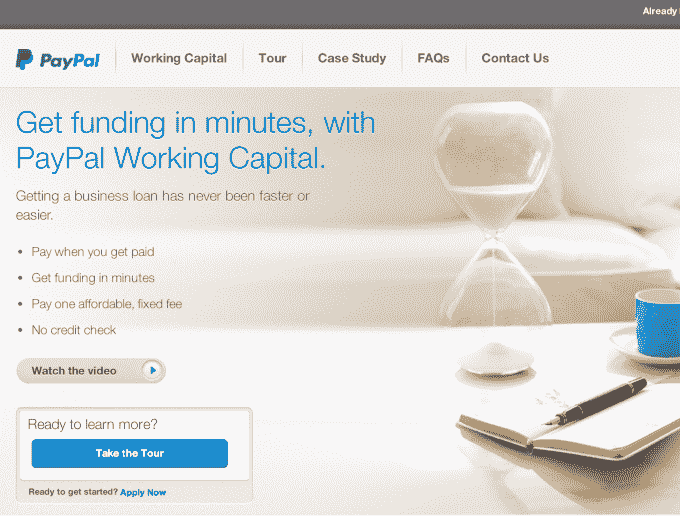 Already
PayPal
Working Capital
Tour
Case Study
FAQs
Contact Us
Get funding in minutes, with
PayPal Working Capital.
Getting a business loan has never been faster or
easier.
• Pay when you get paid
• Get funding in minutes
• Pay one affordable, fixed fee
• No credit check
Watch the video
Ready to learn more?
Take the Tour
Ready to get started? Apply Now